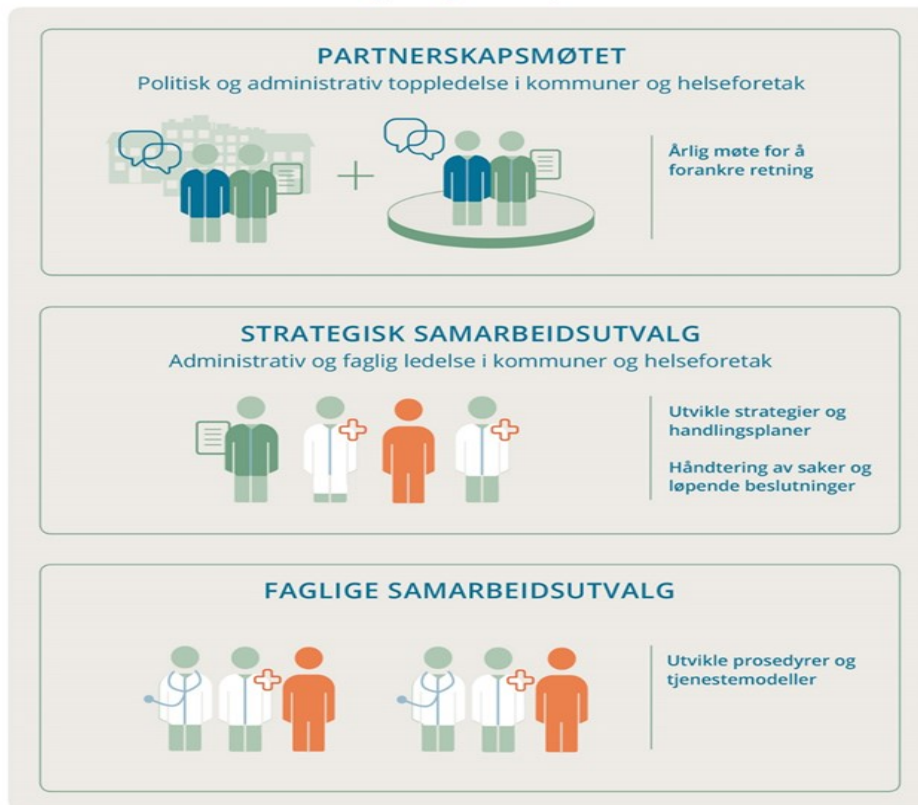 PARTNERSKAPSMØTET
Politisk og administrativ toppledelse i kommuner og helseforetak
Årlig møte for å
forankre retning
STRATEGISK SAMARBEIDSUTVALG
Administrativ og faglig ledelse i kommuner og helseforetak
Utvikle strategier og
handlingsplaner
Håndtering av saker og
løpende beslutninger
FAGLIGE SAMARBEIDSUTVALG
Utvikle prosedyrer og
tjenestemodeller